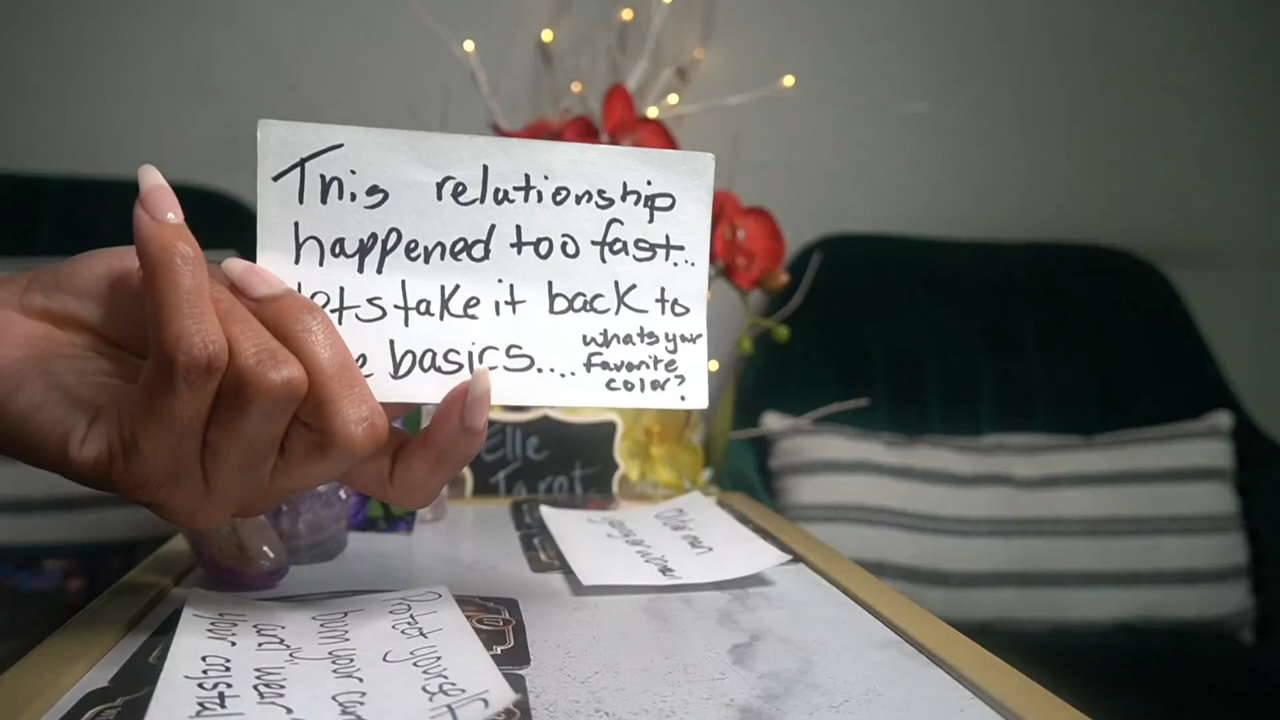 This relationship
happened too fast...
lets take it back to
basics.... whats your
favorite
color?
Elle
Tarot
Older man
younger woman
Protect yourself
burn your can
and wear
your crystal